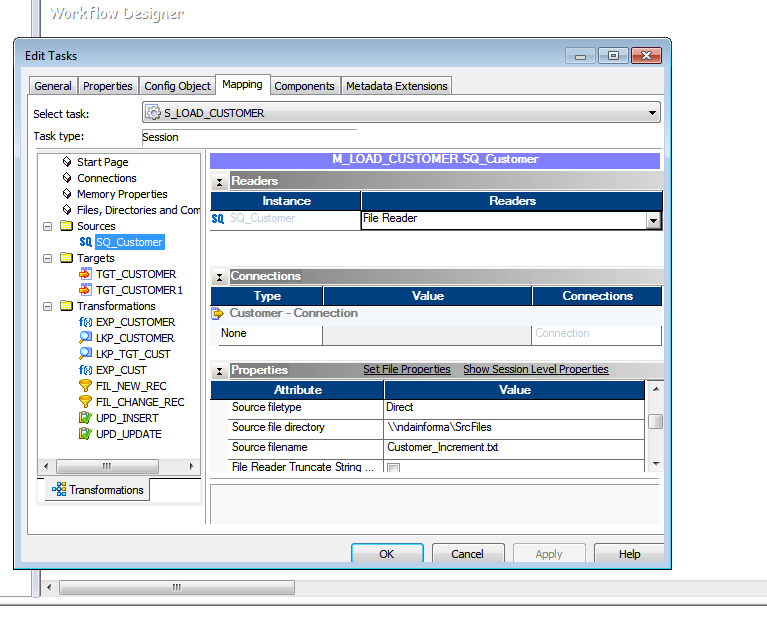 Workflow Designer
Edit Tasks
General Properties Config Object Mapping Components Metadata Extensions
Select task: S_LOAD_CUSTOMER
Task type: Session
Start Page
Connections
Memory Properties
Files, Directories and Com
Sources
SQ SQ_Customer
Targets
TGT_CUSTOMER
TGT_CUSTOMER1
Transformations
f(x) EXP_CUSTOMER
LKP_CUSTOMER
LKP_TGT_CUST
f(x) EXP_CUST
FIL_NEW_REC
FIL_CHANGE_REC
UPD_INSERT
UPD_UPDATE
Transformations
M_LOAD_CUSTOMER.SQ_Customer
Readers
Instance Readers
SQ SQ_Customer File Reader
Connections
Type Value Connections
Customer - Connection
None Connection
Properties Set File Properties Show Session Level Properties
Attribute Value
Source filetype Direct
Source file directory \\ndainforma\SrcFiles
Source filename Customer_Increment.txt
File Reader Truncate String ...
OK Cancel Apply Help